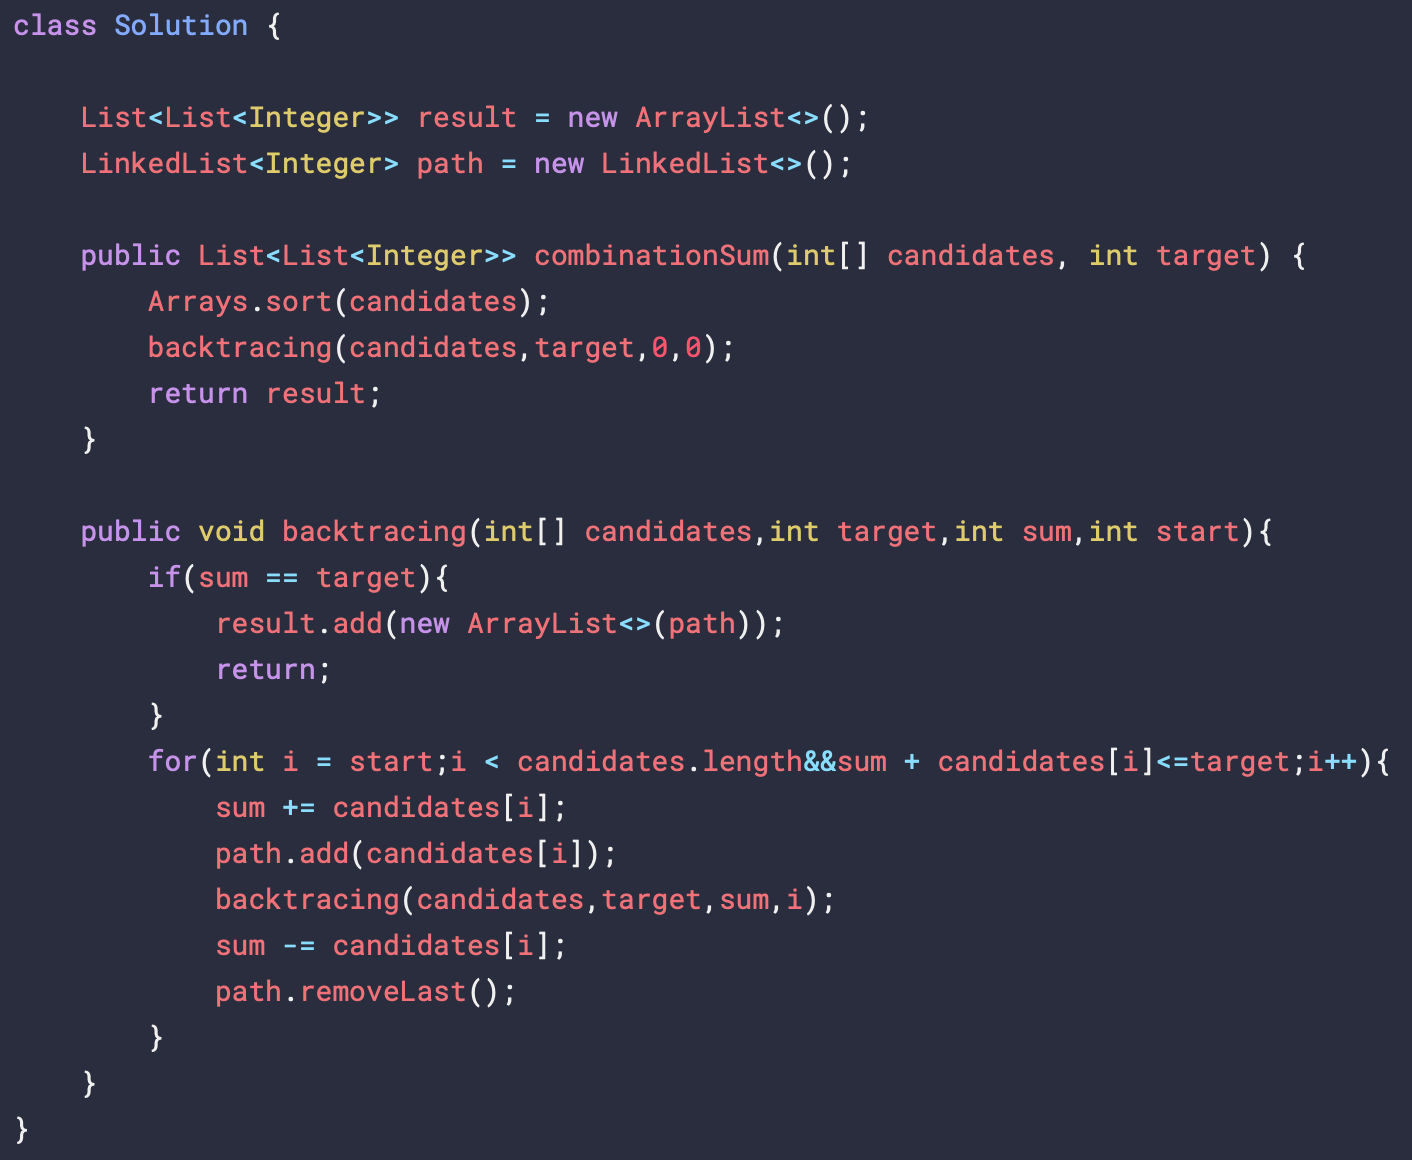 class Solution {
List<List<Integer>> result = new ArrayList<>();
LinkedList<Integer> path = new LinkedList<>();
public List<List<Integer>> combinationSum(int[] candidates, int target) {
Arrays.sort(candidates);
backtracing(candidates,target,0,0);
return result;
}
public void backtracing(int[] candidates,int target,int sum,int start){
if(sum == target){
result.add(new ArrayList<>(path));
return;
}
for(int i = start;i < candidates.length&&sum + candidates[i]<=target;i++){
sum += candidates[i];
path.add(candidates[i]);
backtracing(candidates,target,sum,i);
sum -= candidates[i];
path.removeLast();
}
}
}